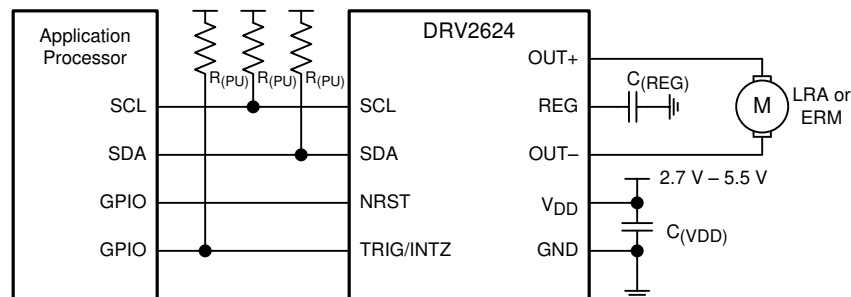 Application
Processor
SCL
SDA
GPIO
GPIO
R(PU)
R(PU)
R(PU)
DRV2624
SCL
SDA
NRST
TRIG/INTZ
OUT+
REG
OUT–
VDD
GND
C(REG)
M
LRA or
ERM
2.7 V – 5.5 V
C(VDD)